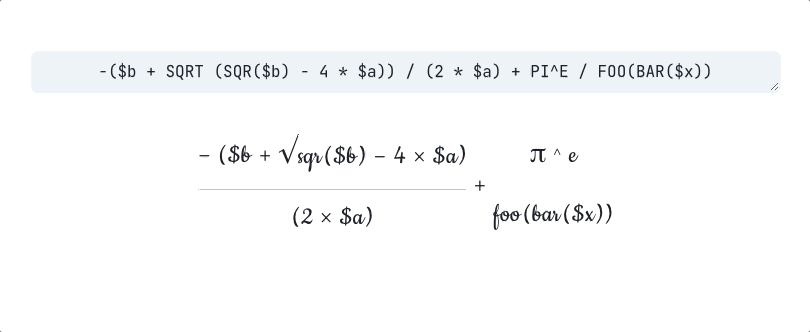 -($b + SQRT (SQR($b) - 4 * $a)) / (2 * $a) + PI^E / FOO(BAR($x))
− ($b + √sqr($b) − 4 × $a) π ^ e
+
(2 × $a) foo(bar($x))